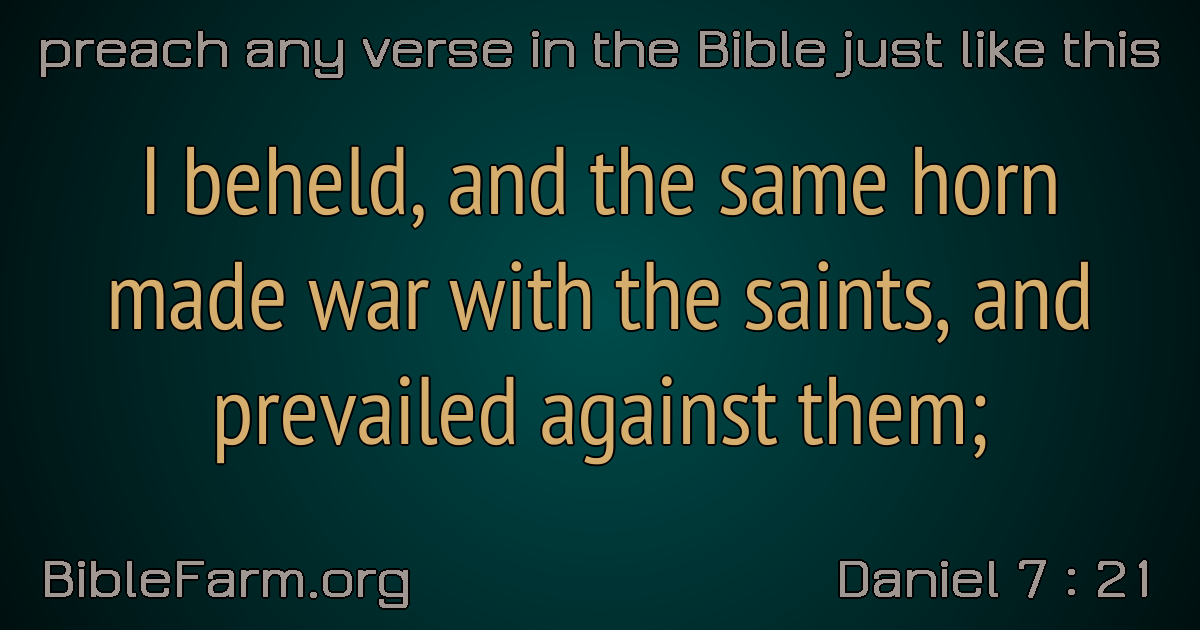 preach any verse in the Bible just like this
I beheld, and the same horn
made war with the saints, and
prevailed against them;
BibleFarm.org
Daniel 7 : 21